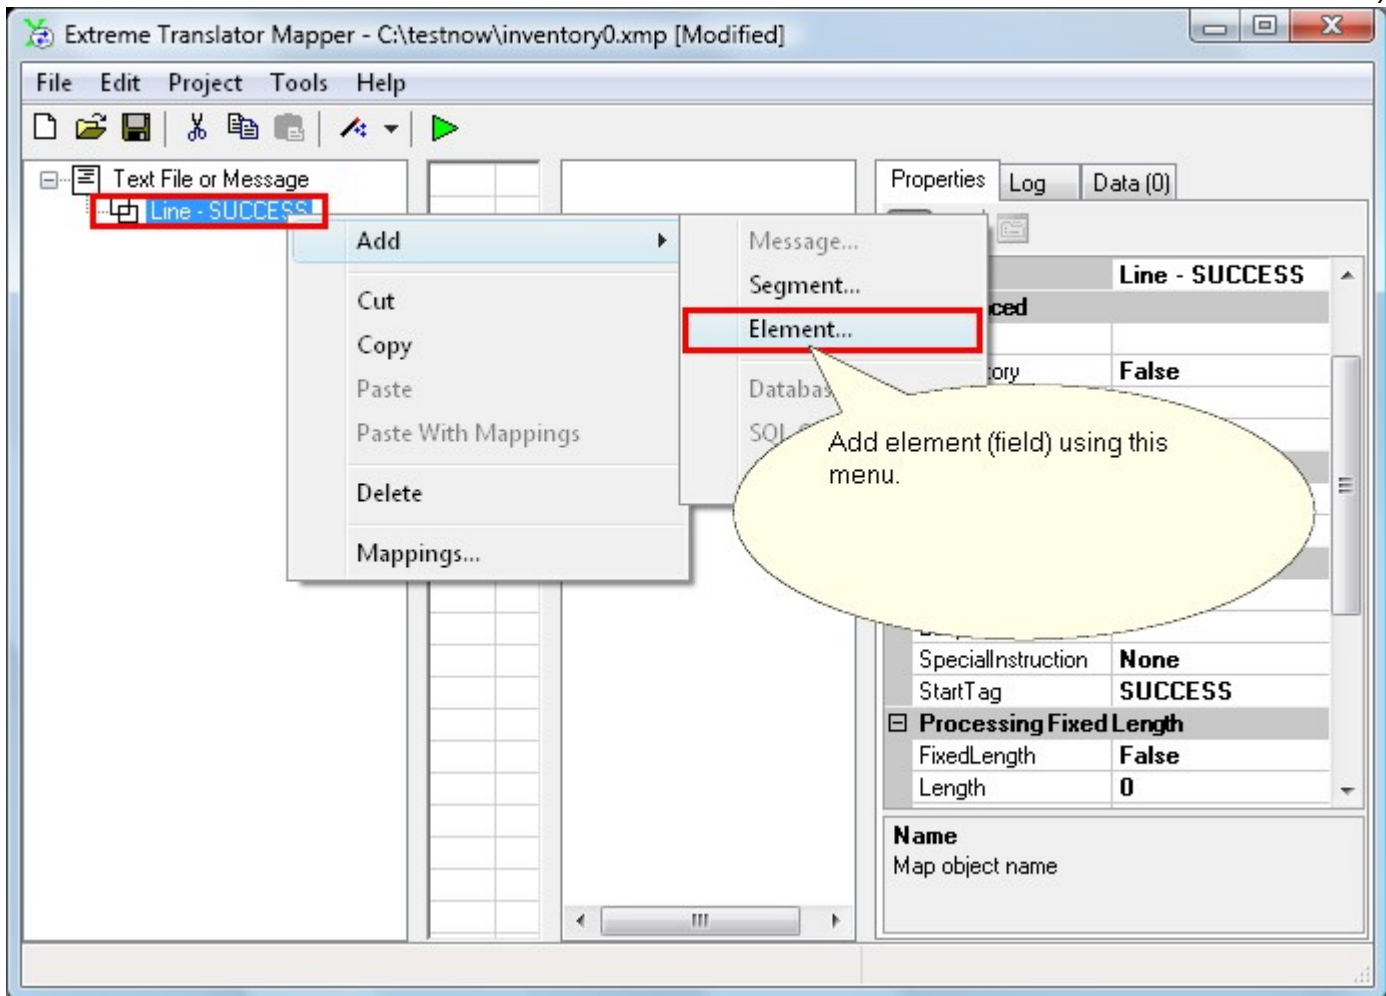 Extreme Translator Mapper - C:\testnow\inventory0.xmp [Modified]
File Edit Project Tools Help
Text File or Message
Line - SUCCESS
Add
Cut
Copy
Paste
Paste With Mappings
Delete
Mappings...
Message...
Segment...
Element...
Add element (field) using this
menu.
Properties Log Data (0)
Line - SUCCESS
False
SpecialInstruction None
StartTag SUCCESS
Processing Fixed Length
FixedLength False
Length 0
Name
Map object name